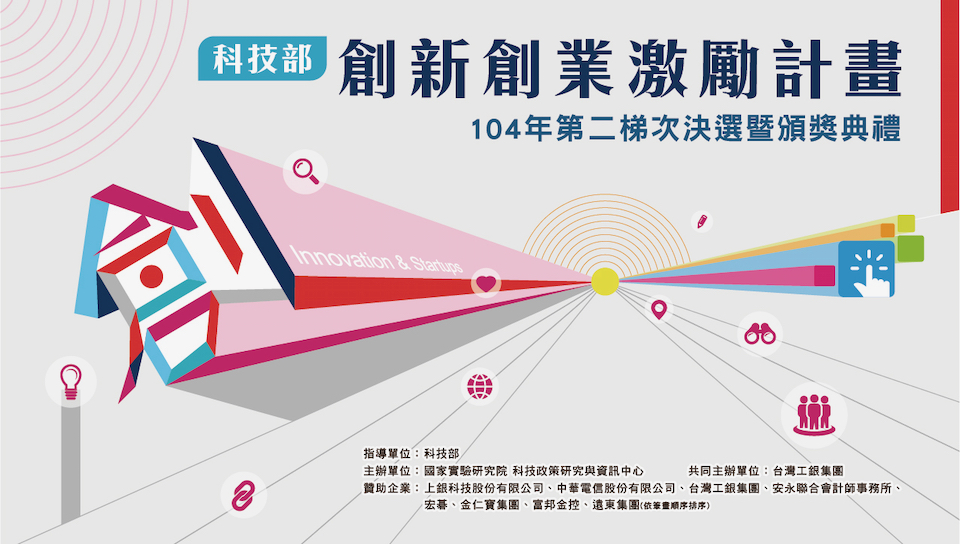 科技部 創新創業激勵計畫
104年第二梯次決選暨頒獎典禮
創
Innovation & Startups
指導單位：科技部
主辦單位：國家實驗研究院 科技政策研究與資訊中心 共同主辦單位：台灣工銀集團
贊助企業：上銀科技股份有限公司、中華電信股份有限公司、台灣工銀集團、安永聯合會計師事務所、
宏碁、金仁寶集團、富邦金控、遠東集團(依筆畫順序排序)